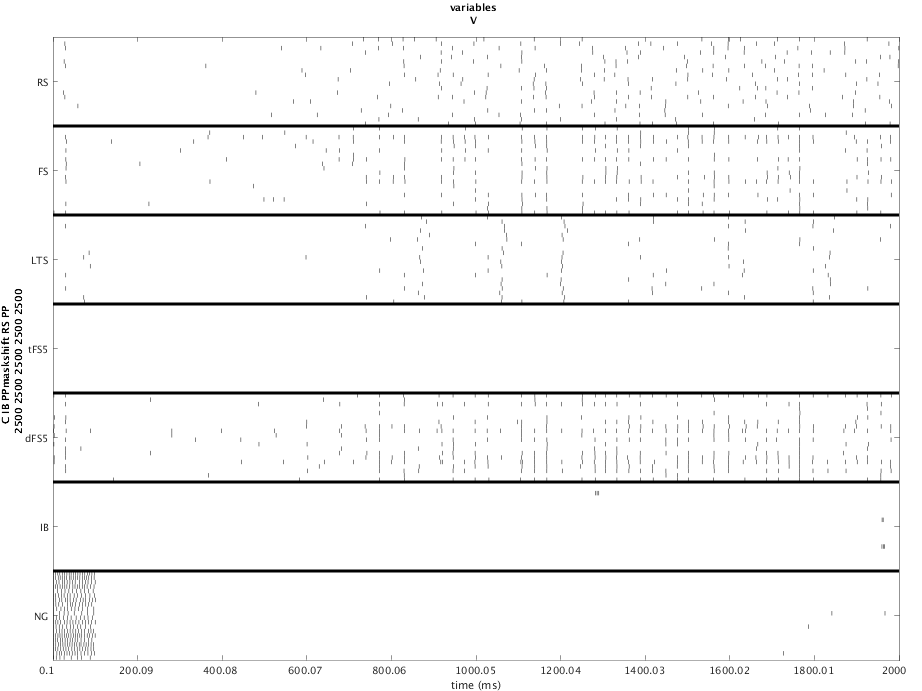 variables
V
RS
FS
LTS
tFS5
dFS5
IB
NG
C IB PPmaskshift RS PP
2500 2500 2500 2500 2500
0.1 200.09 400.08 600.07 800.06 1000.05 1200.04 1400.03 1600.02 1800.01 2000
time (ms)